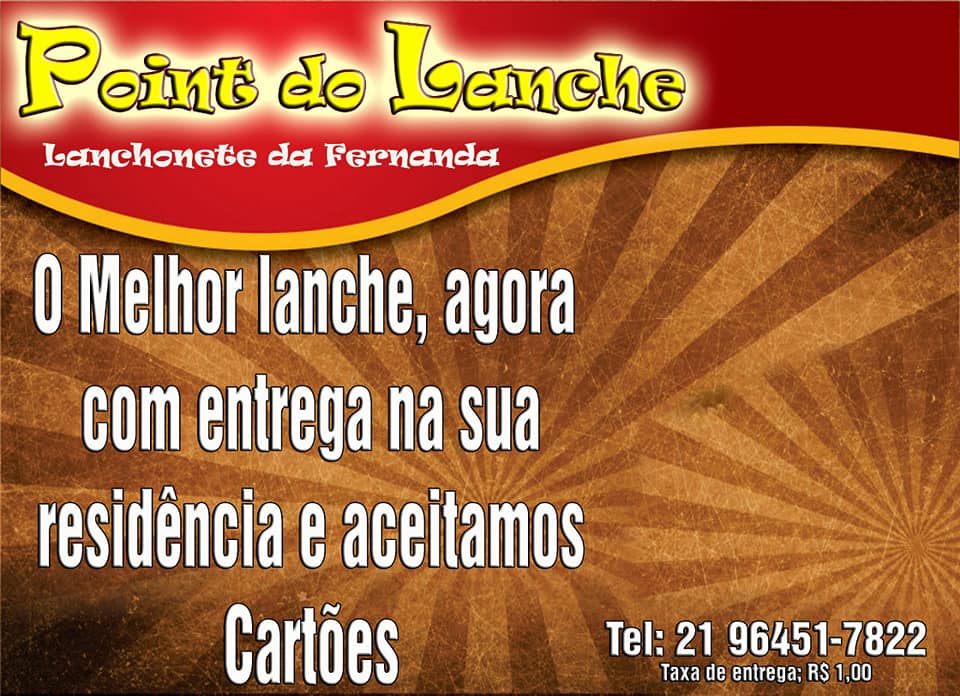 Point do Lanche
Lanchonete da Fernanda
O Melhor lanche, agora
com entrega na sua
residência e aceitamos
Cartões
Tel: 21 96451-7822
Taxa de entrega; R$ 1,00